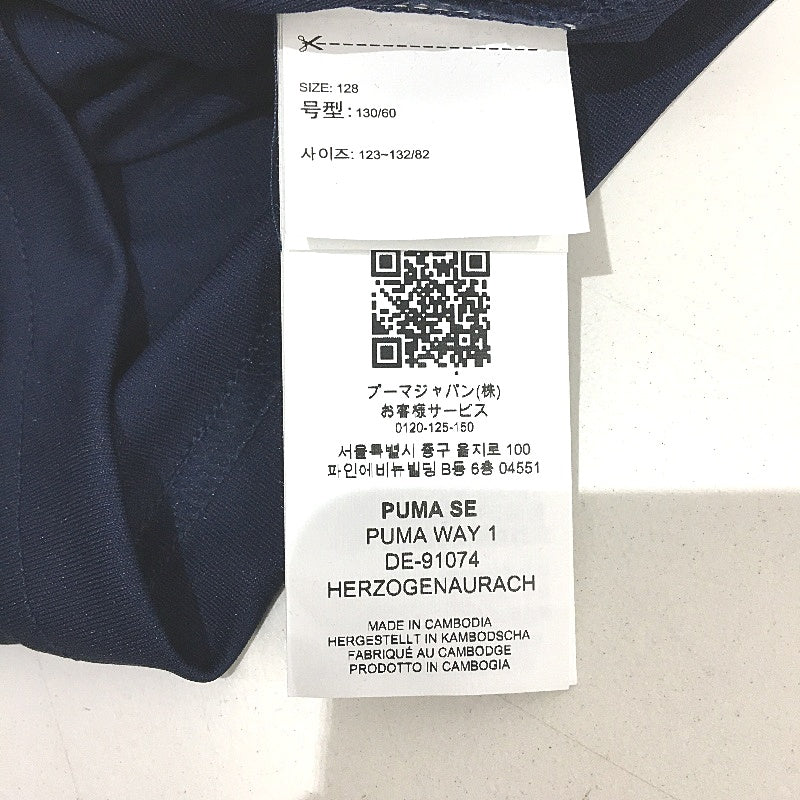 SIZE: 128
号型: 130/60
사이즈: 123~132/82
プーマジャパン(株)
お客様サービス
0120-125-150
서울특별시 중구 을지로 100
파인에비뉴빌딩 B동 6층 04551
PUMA SE
PUMA WAY 1
DE-91074
HERZOGENAURACH
MADE IN CAMBODIA
HERGESTELLT IN KAMBODSCHA
FABRIQUÉ AU CAMBODGE
PRODOTTO IN CAMBOGIA